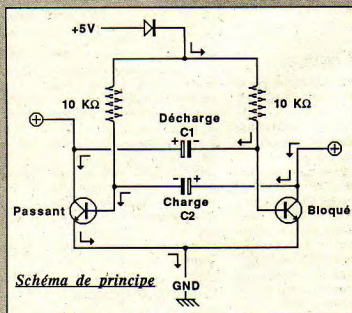 +5V
10 KΩ
10 KΩ
Décharge
C1
+
-
+
+
-
+
Charge
C2
Passant
Bloqué
Schéma de principe
GND